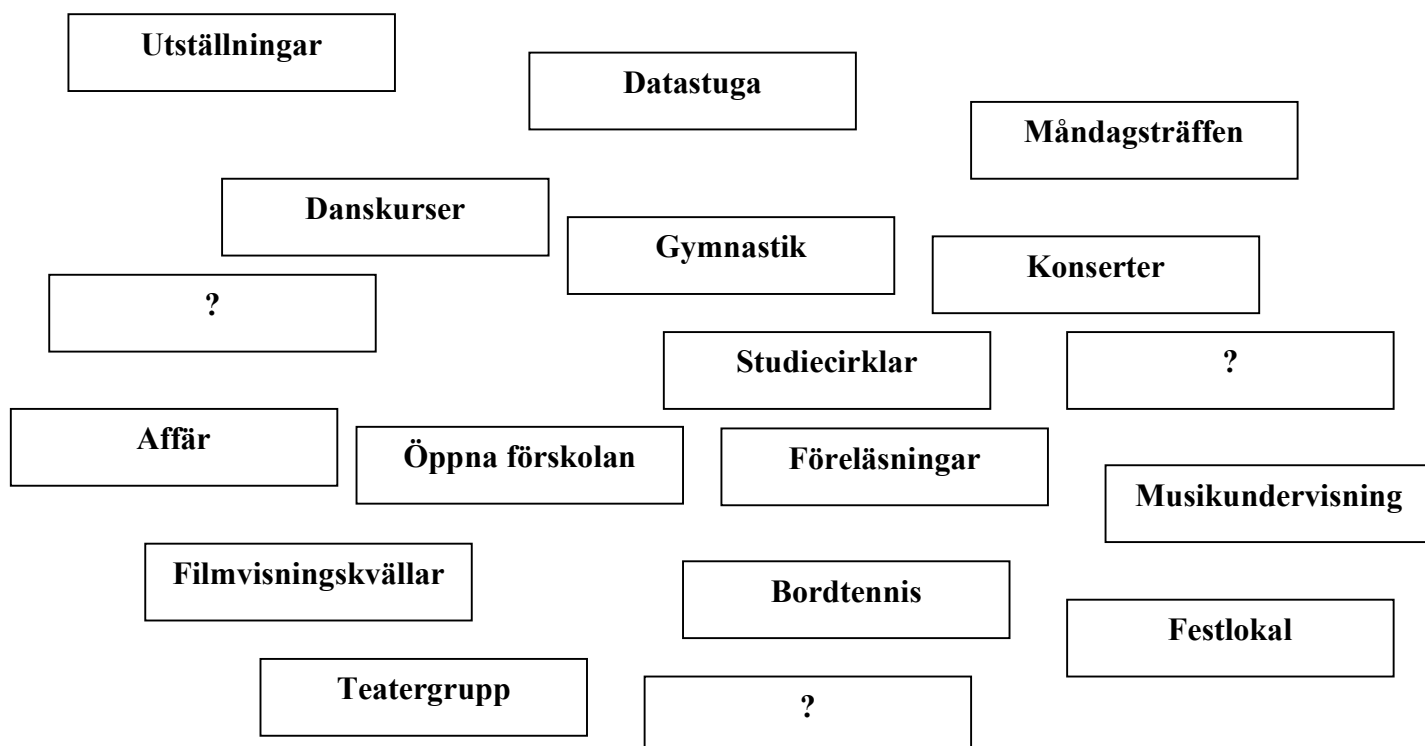 Utställningar
Datastuga
Måndagsträffen
Danskurser
Gymnastik
Konserter
?
Studiecirklar
?
Affär
Öppna förskolan
Föreläsningar
Musikundervisning
Filmvisningskvällar
Bordtennis
Festlokal
Teatergrupp
?